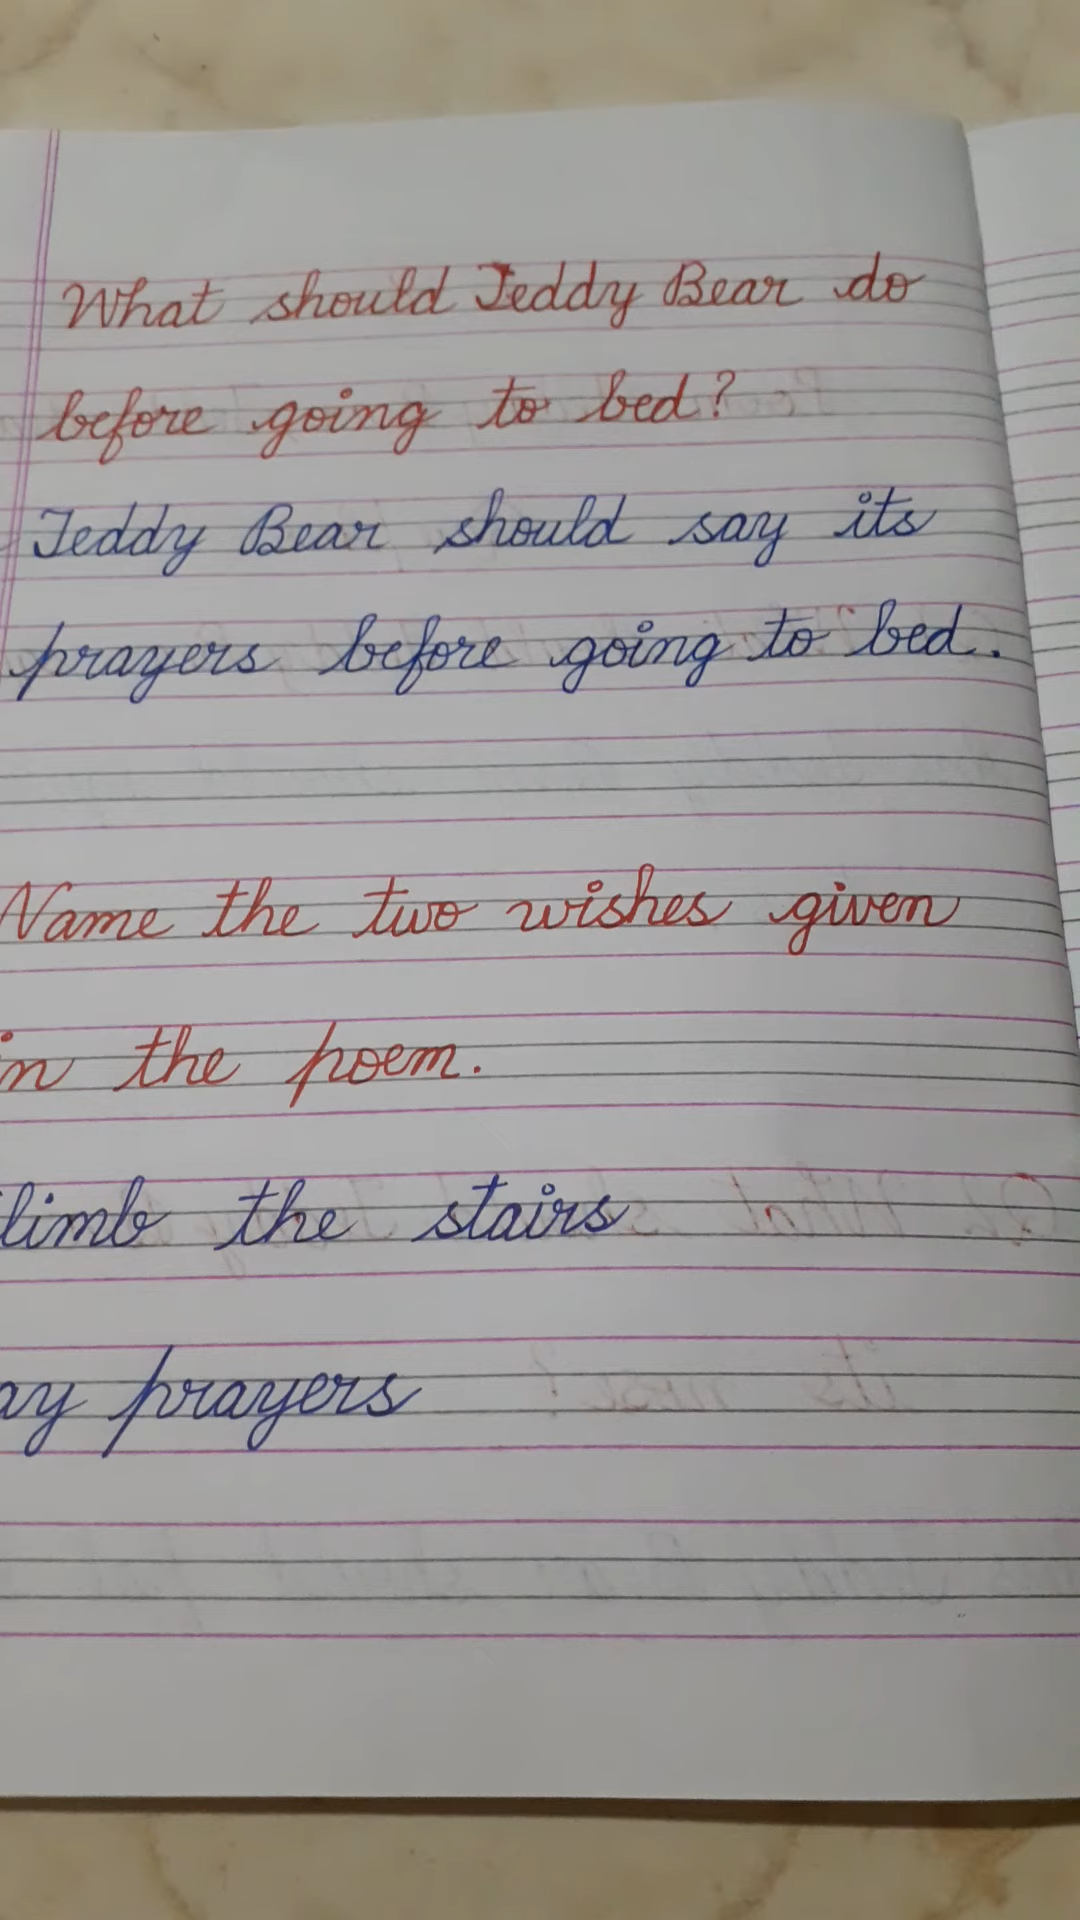 What should Teddy Bear do
before going to bed?
Teddy Bear should say its
prayers before going to bed.
Name the two wishes given
in the poem.
limb the stairs
ay prayers